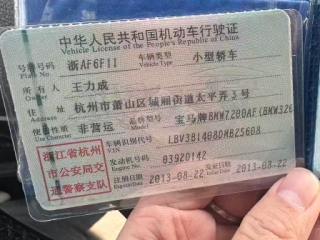 中华人民共和国机动车行驶证
Vehicle License of the People's Republic of China
号牌号码 浙AF6F11 车辆类型 小型轿车
Plate No. Vehicle Type
所有人 王力成
Owner
住址 杭州市萧山区城厢街道太平弄3号
Address
使用性质 非营运 品牌型号 宝马牌BMW7200AF(BMW326
Use Character Model
浙江省杭州 车辆识别代号 LBV3B1408DMB25608
VIN
市公安局交 发动机号码 03920142
Engine No.
通警察支队 注册日期 2013-08-22 发证日期 2013-08-22
Register Date Issue Date